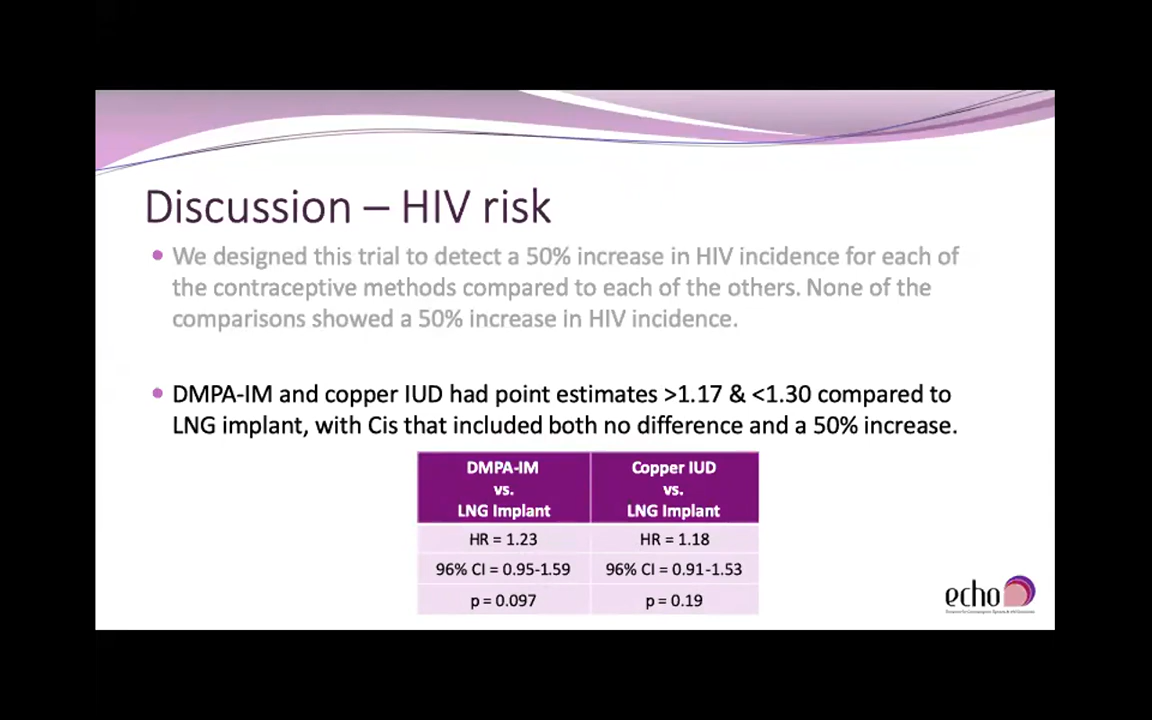 Discussion – HIV risk
• We designed this trial to detect a 50% increase in HIV incidence for each of
the contraceptive methods compared to each of the others. None of the
comparisons showed a 50% increase in HIV incidence.
• DMPA-IM and copper IUD had point estimates >1.17 & <1.30 compared to
LNG implant, with Cis that included both no difference and a 50% increase.
DMPA-IM
vs.
LNG Implant
Copper IUD
vs.
LNG Implant
HR = 1.23
HR = 1.18
96% CI = 0.95-1.59
96% CI = 0.91-1.53
p = 0.097
p = 0.19
echo